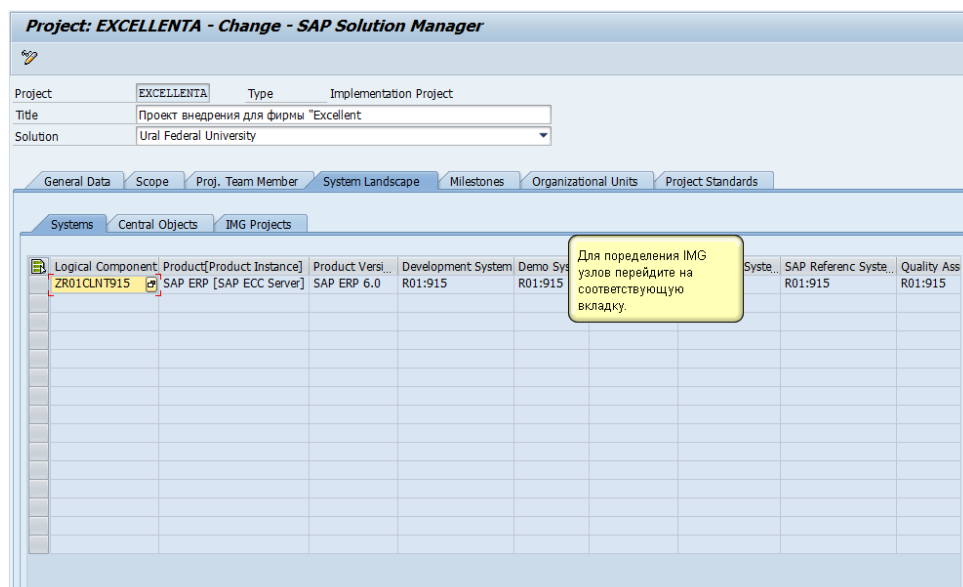 Project: EXCELLENTA - Change - SAP Solution Manager
Project EXCELLENTA Type Implementation Project
Title Проект внедрения для фирмы "Excellent
Solution Ural Federal University
General Data Scope Proj. Team Member System Landscape Milestones Organizational Units Project Standards
Systems Central Objects IMG Projects
Logical Component Product[Product Instance] Product Versi... Development System Demo Sys Syste... SAP Referenc Syste... Quality Ass
ZR01CLNT915 SAP ERP [SAP ECC Server] SAP ERP 6.0 R01:915 R01:915 R01:915 R01:915
Для поределения IMG
узлов перейдите на
соответствующую
вкладку.